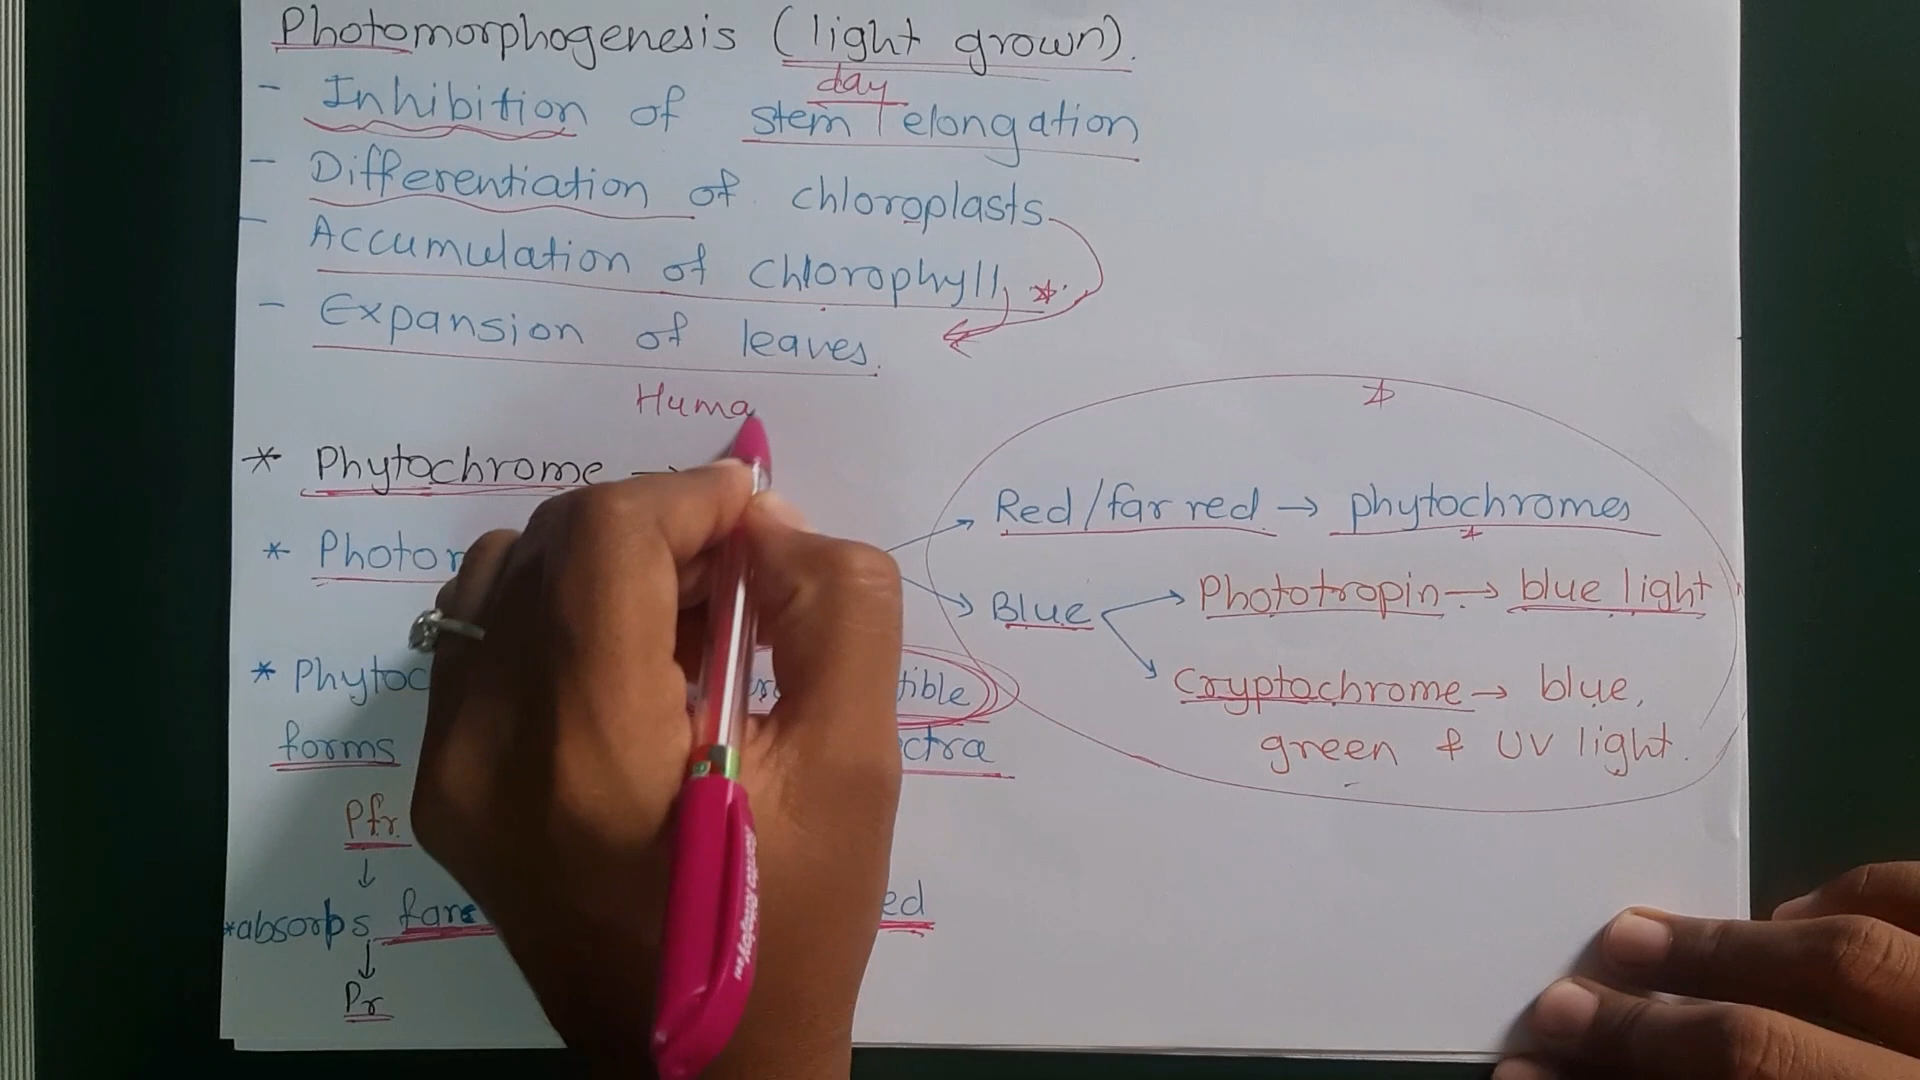 Photomorphogenesis (light grown).
day
- Inhibition of stem elongation
- Differentiation of chloroplasts
- Accumulation of chlorophyll
- Expansion of leaves.
Huma
* Phytochrome →
* Photor
Red/far red → phytochromes
Blue → Phototropin → blue light
Cryptochrome → blue,
green & UV light.
* Phytoc tible
forms ctra
Pfr
↓
*absorbs fare ed
↓
Pr